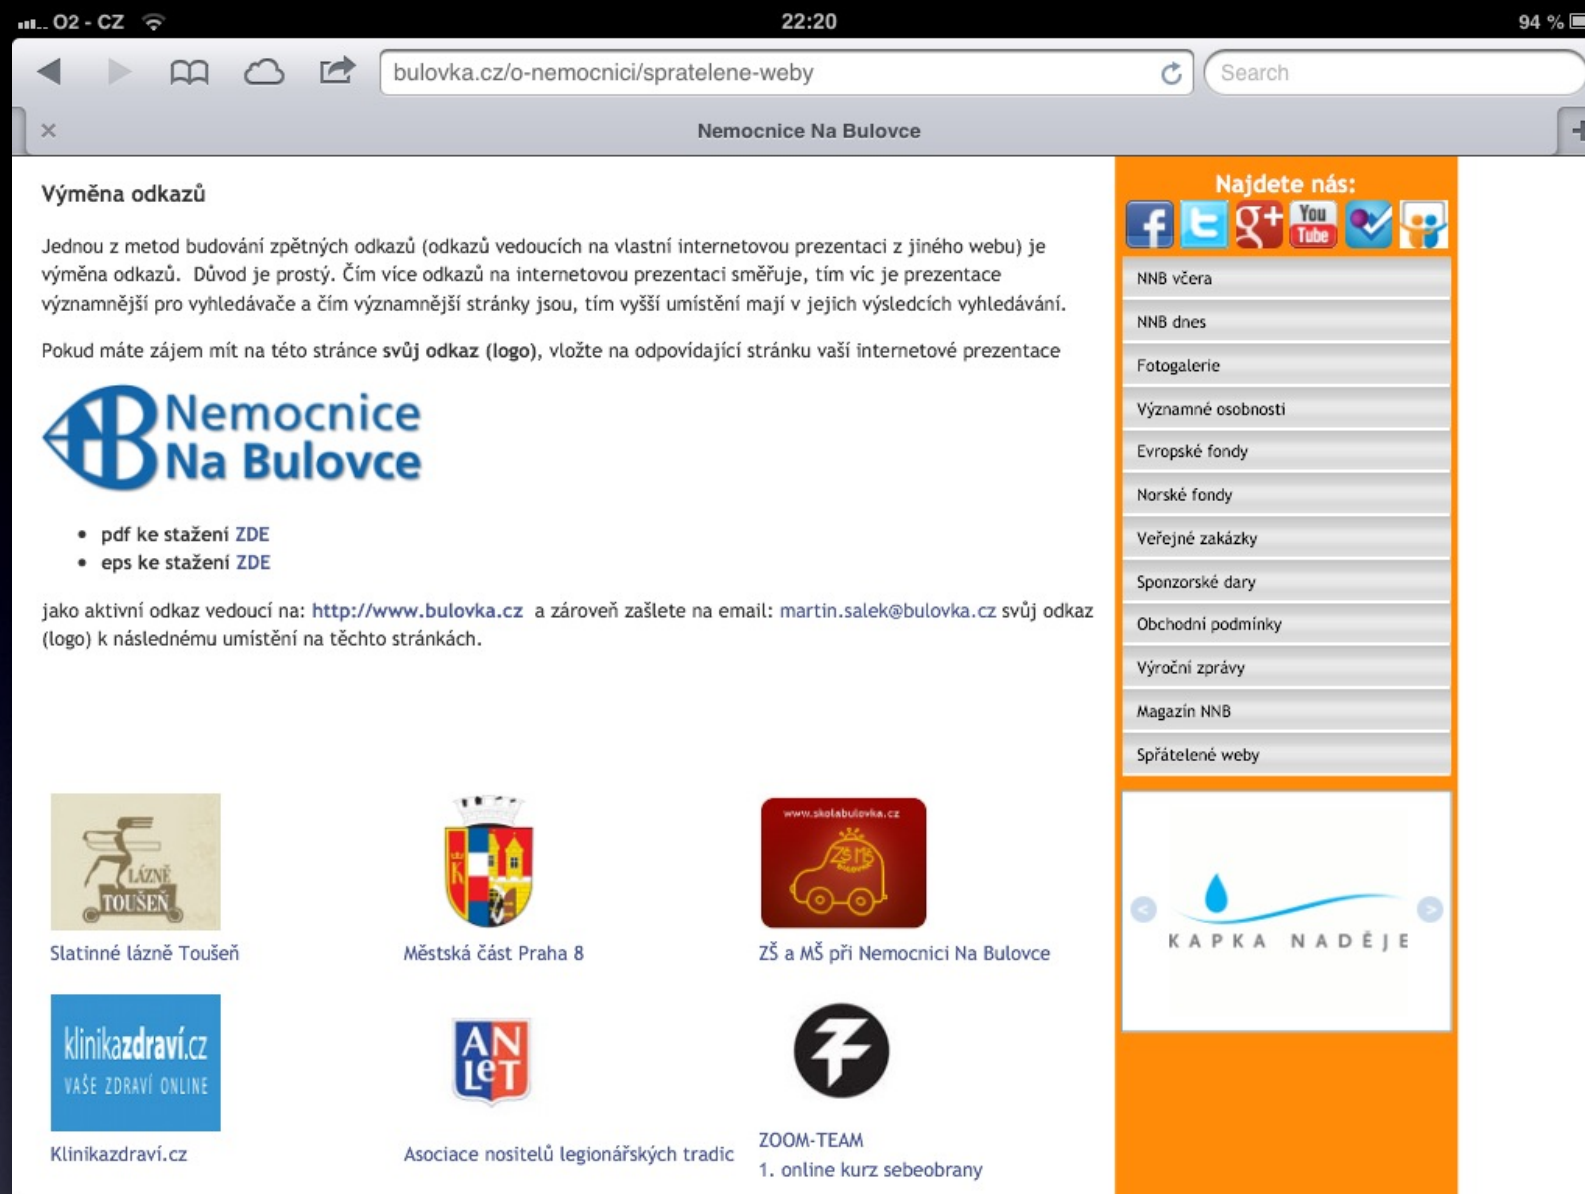 O2 - CZ
22:20
94 %
bulovka.cz/o-nemocnici/spratelene-weby
Search
Nemocnice Na Bulovce
Výměna odkazů
Jednou z metod budování zpětných odkazů (odkazů vedoucích na vlastní internetovou prezentaci z jiného webu) je
výměna odkazů.  Důvod je prostý. Čím více odkazů na internetovou prezentaci směřuje, tím víc je prezentace
významnější pro vyhledávače a čím významnější stránky jsou, tím vyšší umístění mají v jejich výsledcích vyhledávání.
Pokud máte zájem mít na této stránce svůj odkaz (logo), vložte na odpovídající stránku vaší internetové prezentace
NB
Nemocnice
Na Bulovce
• pdf ke stažení ZDE
• eps ke stažení ZDE
jako aktivní odkaz vedoucí na: http://www.bulovka.cz  a zároveň zašlete na email: martin.salek@bulovka.cz svůj odkaz
(logo) k následnému umístění na těchto stránkách.
LÁZNĚ
TOUŠEŇ
Slatinné lázně Toušeň
K
Městská část Praha 8
www.skolabulovka.cz
ZŠ MŠ
BULOVKA
ZŠ a MŠ při Nemocnici Na Bulovce
klinikazdraví.cz
VAŠE ZDRAVÍ ONLINE
Klinikazdraví.cz
AN
LeT
Asociace nositelů legionářských tradic
ZOOM-TEAM
1. online kurz sebeobrany
Najdete nás:
f
t
g+
You
Tube
NNB včera
NNB dnes
Fotogalerie
Významné osobnosti
Evropské fondy
Norské fondy
Veřejné zakázky
Sponzorské dary
Obchodní podmínky
Výroční zprávy
Magazín NNB
Spřátelené weby
< >
KAPKA NADĚJE